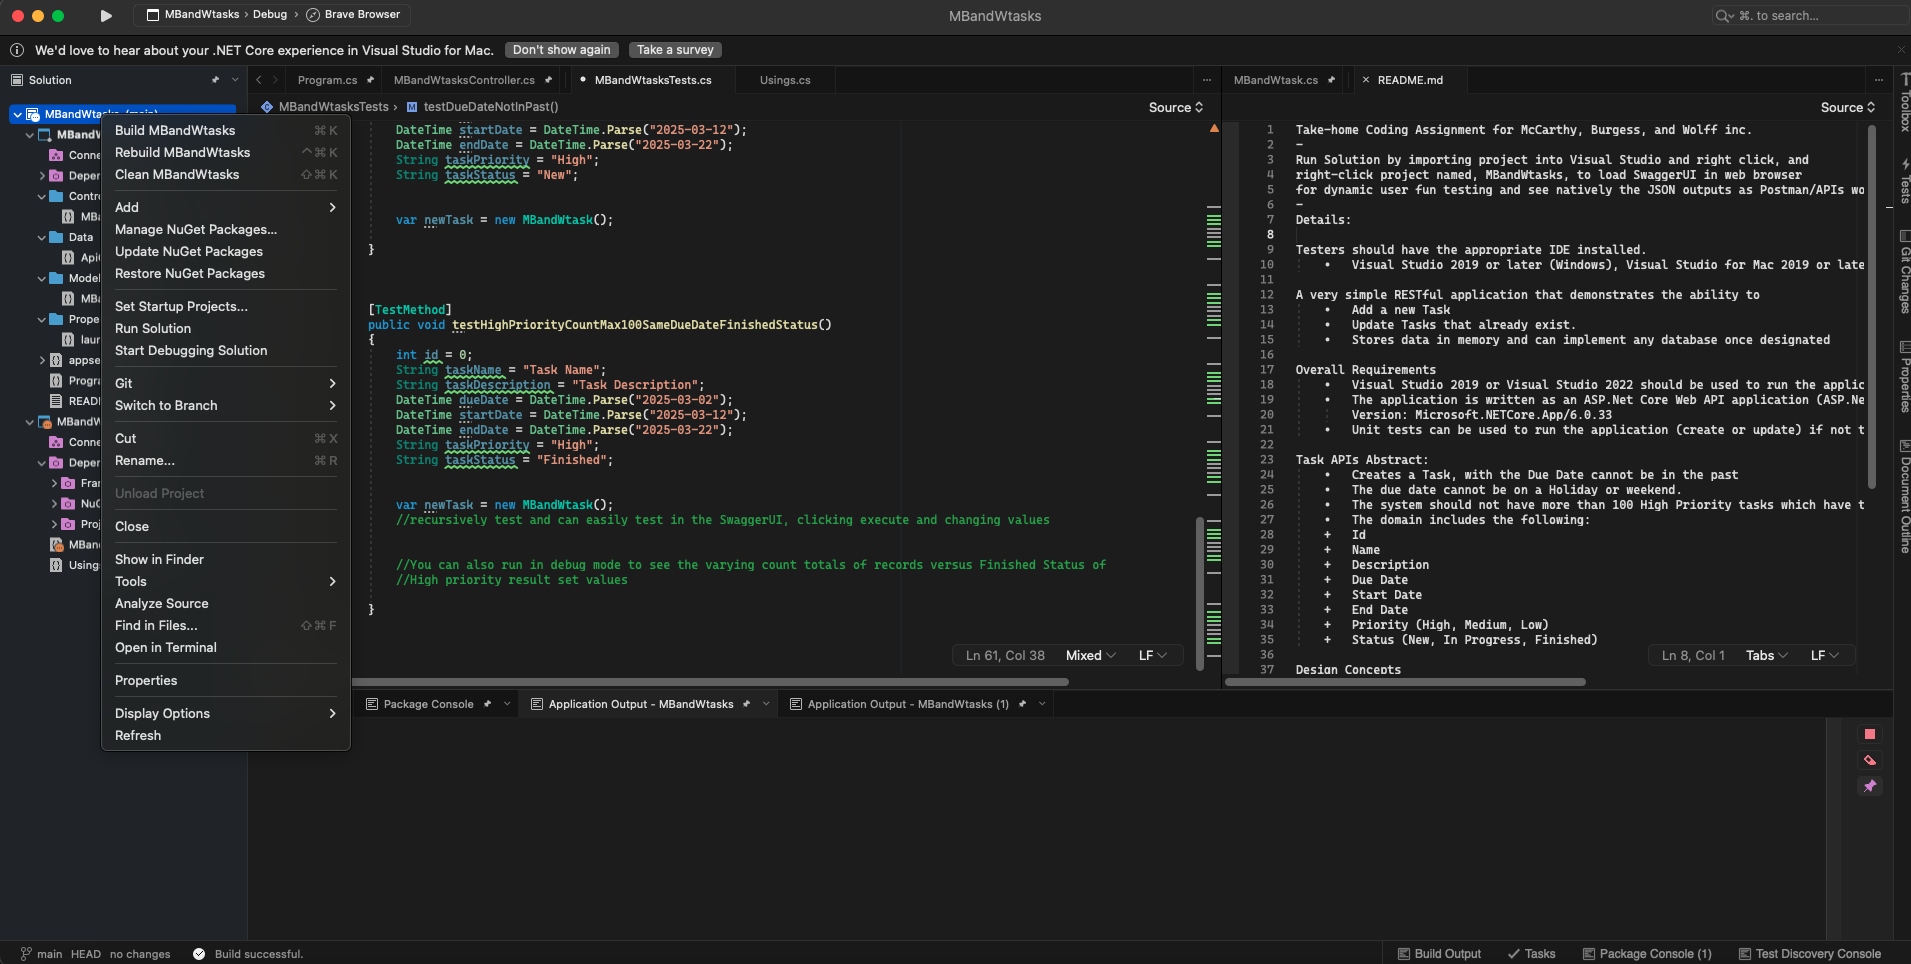 MBandWtasks › Debug › Brave Browser
MBandWtasks
⌘. to search...
We'd love to hear about your .NET Core experience in Visual Studio for Mac.
Don't show again
Take a survey
Solution
MBandWtasks (main)
MBandW
Conne
Depen
Contro
MBa
Data
Api
Model
MBa
Prope
laun
appse
Progra
READ
MBandW
Conne
Depen
Fra
NuG
Proj
MBan
Using
Build MBandWtasks ⌘ K
Rebuild MBandWtasks ^ ⌘ K
Clean MBandWtasks ⇧ ⌘ K
Add
Manage NuGet Packages...
Update NuGet Packages
Restore NuGet Packages
Set Startup Projects...
Run Solution
Start Debugging Solution
Git
Switch to Branch
Cut ⌘ X
Rename... ⌘ R
Unload Project
Close
Show in Finder
Tools
Analyze Source
Find in Files... ⇧ ⌘ F
Open in Terminal
Properties
Display Options
Refresh
Program.cs
MBandWtasksController.cs
MBandWtasksTests.cs
Usings.cs
MBandWtasksTests › M testDueDateNotInPast()
Source
DateTime startDate = DateTime.Parse("2025-03-12");
DateTime endDate = DateTime.Parse("2025-03-22");
String taskPriority = "High";
String taskStatus = "New";
var newTask = new MBandWtask();
}
[TestMethod]
public void testHighPriorityCountMax100SameDueDateFinishedStatus()
{
int id = 0;
String taskName = "Task Name";
String taskDescription = "Task Description";
DateTime dueDate = DateTime.Parse("2025-03-02");
DateTime startDate = DateTime.Parse("2025-03-12");
DateTime endDate = DateTime.Parse("2025-03-22");
String taskPriority = "High";
String taskStatus = "Finished";
var newTask = new MBandWtask();
//recursively test and can easily test in the SwaggerUI, clicking execute and changing values
//You can also run in debug mode to see the varying count totals of records versus Finished Status of
//High priority result set values
}
Ln 61, Col 38 Mixed LF
MBandWtask.cs
README.md
Source
1 Take-home Coding Assignment for McCarthy, Burgess, and Wolff inc.
2 -
3 Run Solution by importing project into Visual Studio and right click, and
4 right-click project named, MBandWtasks, to load SwaggerUI in web browser
5 for dynamic user fun testing and see natively the JSON outputs as Postman/APIs wo
6 -
7 Details:
8
9 Testers should have the appropriate IDE installed.
10 • Visual Studio 2019 or later (Windows), Visual Studio for Mac 2019 or late
11
12 A very simple RESTful application that demonstrates the ability to
13 • Add a new Task
14 • Update Tasks that already exist.
15 • Stores data in memory and can implement any database once designated
16
17 Overall Requirements
18 • Visual Studio 2019 or Visual Studio 2022 should be used to run the applic
19 • The application is written as an ASP.Net Core Web API application (ASP.Ne
20 Version: Microsoft.NETCore.App/6.0.33
21 • Unit tests can be used to run the application (create or update) if not t
22
23 Task APIs Abstract:
24 • Creates a Task, with the Due Date cannot be in the past
25 • The due date cannot be on a Holiday or weekend.
26 • The system should not have more than 100 High Priority tasks which have t
27 • The domain includes the following:
28 + Id
29 + Name
30 + Description
31 + Due Date
32 + Start Date
33 + End Date
34 + Priority (High, Medium, Low)
35 + Status (New, In Progress, Finished)
36
37 Design Concepts
Ln 8, Col 1 Tabs LF
Toolbox
Tests
Git Changes
Properties
Document Outline
Package Console
Application Output - MBandWtasks
Application Output - MBandWtasks (1)
main HEAD no changes
Build successful.
Build Output
Tasks
Package Console (1)
Test Discovery Console